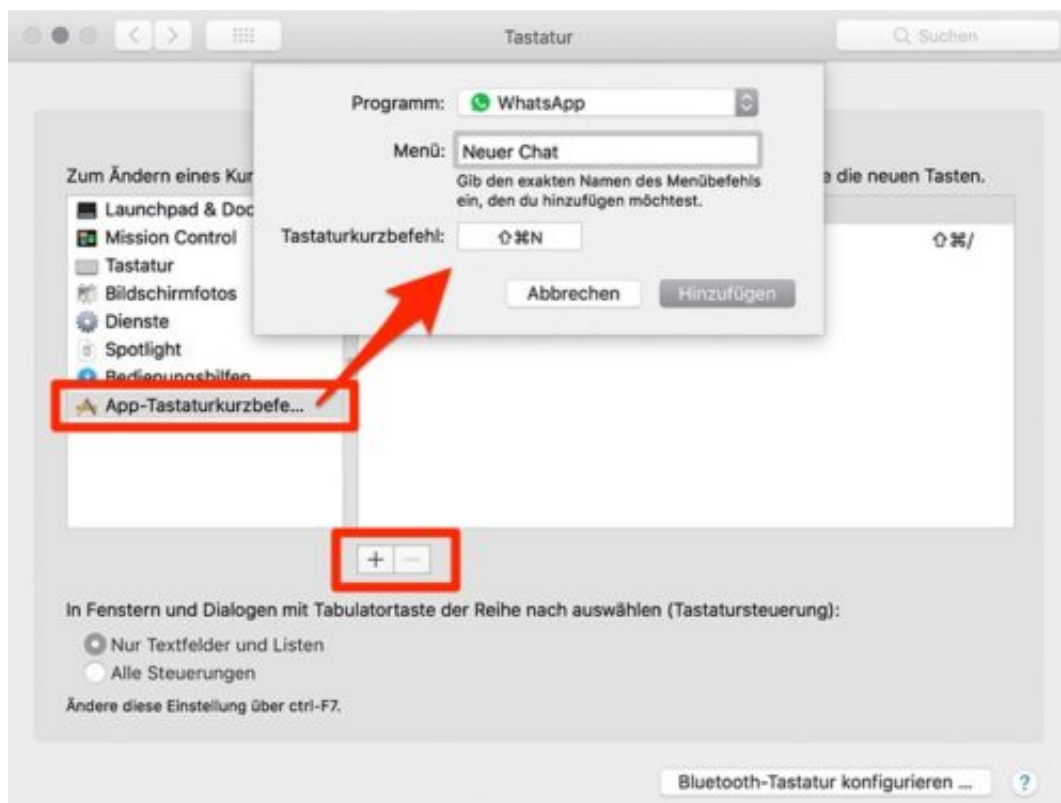 Tastatur
Suchen
Programm: WhatsApp
Menü: Neuer Chat
Gib den exakten Namen des Menübefehls
ein, den du hinzufügen möchtest.
Tastaturkurzbefehl: ⇧⌘N
Abbrechen Hinzufügen
Zum Ändern eines Kur
e die neuen Tasten.
Launchpad & Doc
Mission Control
⇧⌘/
Tastatur
Bildschirmfotos
Dienste
Spotlight
Bedienungshilfen
App-Tastaturkurzbefe...
+ −
In Fenstern und Dialogen mit Tabulatortaste der Reihe nach auswählen (Tastatursteuerung):
Nur Textfelder und Listen
Alle Steuerungen
Ändere diese Einstellung über ctrl-F7.
Bluetooth-Tastatur konfigurieren ... ?